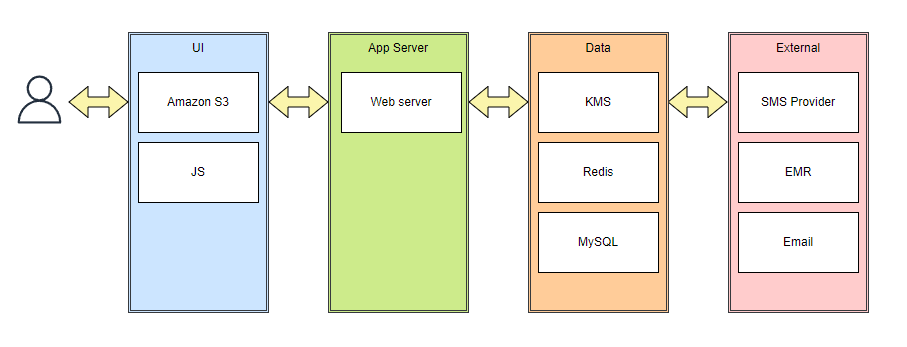 UI
Amazon S3
JS
App Server
Web server
Data
KMS
Redis
MySQL
External
SMS Provider
EMR
Email